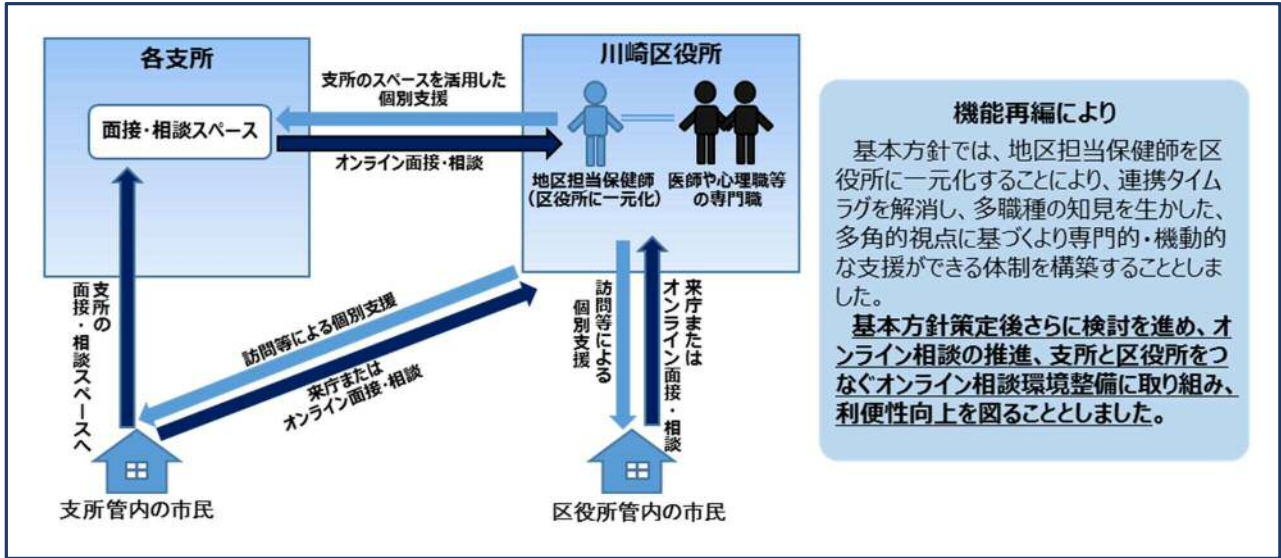 各支所
面接・相談スペース
支所のスペースを活用した
個別支援
オンライン面接・相談
川崎区役所
地区担当保健師
（区役所に一元化）
医師や心理職等
の専門職
支所の
面接・相談スペースへ
訪問等による個別支援
来庁または
オンライン面接・相談
訪問等による
個別支援
来庁または
オンライン面接・相談
支所管内の市民
区役所管内の市民
機能再編により
基本方針では、地区担当保健師を区
役所に一元化することにより、連携タイム
ラグを解消し、多職種の知見を生かした、
多角的視点に基づくより専門的・機動的
な支援ができる体制を構築することとしま
した。
基本方針策定後さらに検討を進め、オ
ンライン相談の推進、支所と区役所をつ
なぐオンライン相談環境整備に取り組み、
利便性向上を図ることとしました。